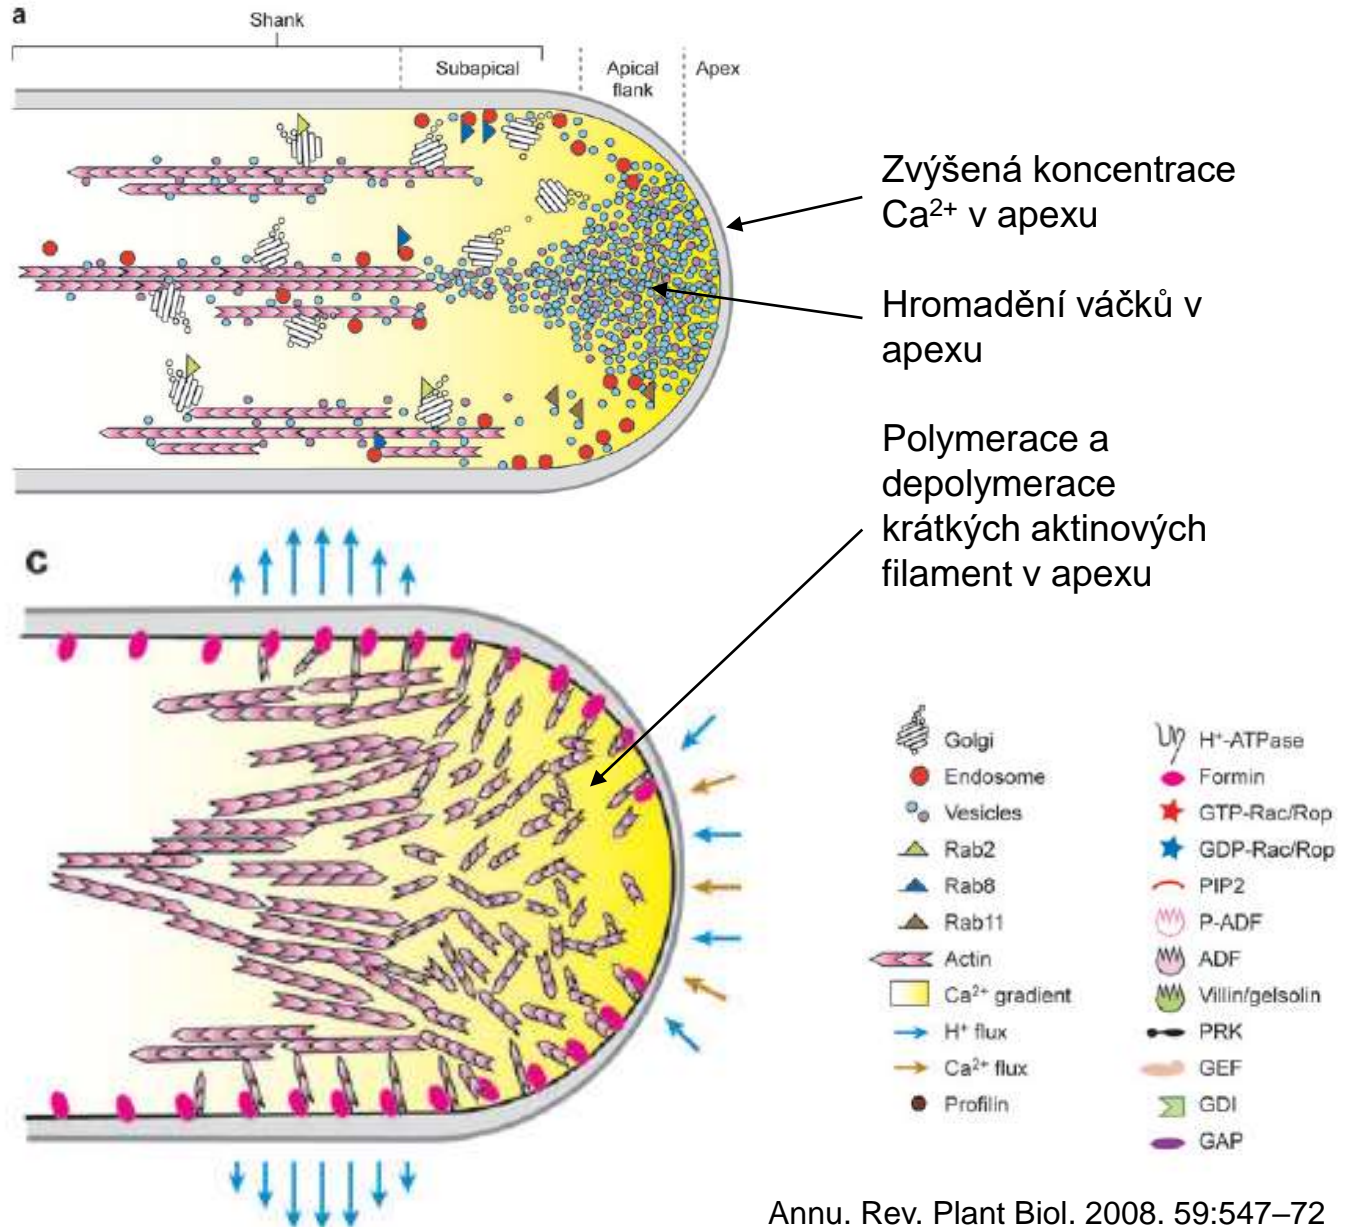 a
Shank
Subapical
Apical
flank
Apex
Zvýšená koncentrace
Ca²⁺ v apexu
Hromadění váčků v
apexu
Polymerace a
depolymerace
krátkých aktinových
filament v apexu
c
Golgi
Endosome
Vesicles
Rab2
Rab8
Rab11
Actin
Ca²⁺ gradient
H⁺ flux
Ca²⁺ flux
Profilin
H⁺-ATPase
Formin
GTP-Rac/Rop
GDP-Rac/Rop
PIP2
P-ADF
ADF
Villin/gelsolin
PRK
GEF
GDI
GAP
Annu. Rev. Plant Biol. 2008. 59:547–72